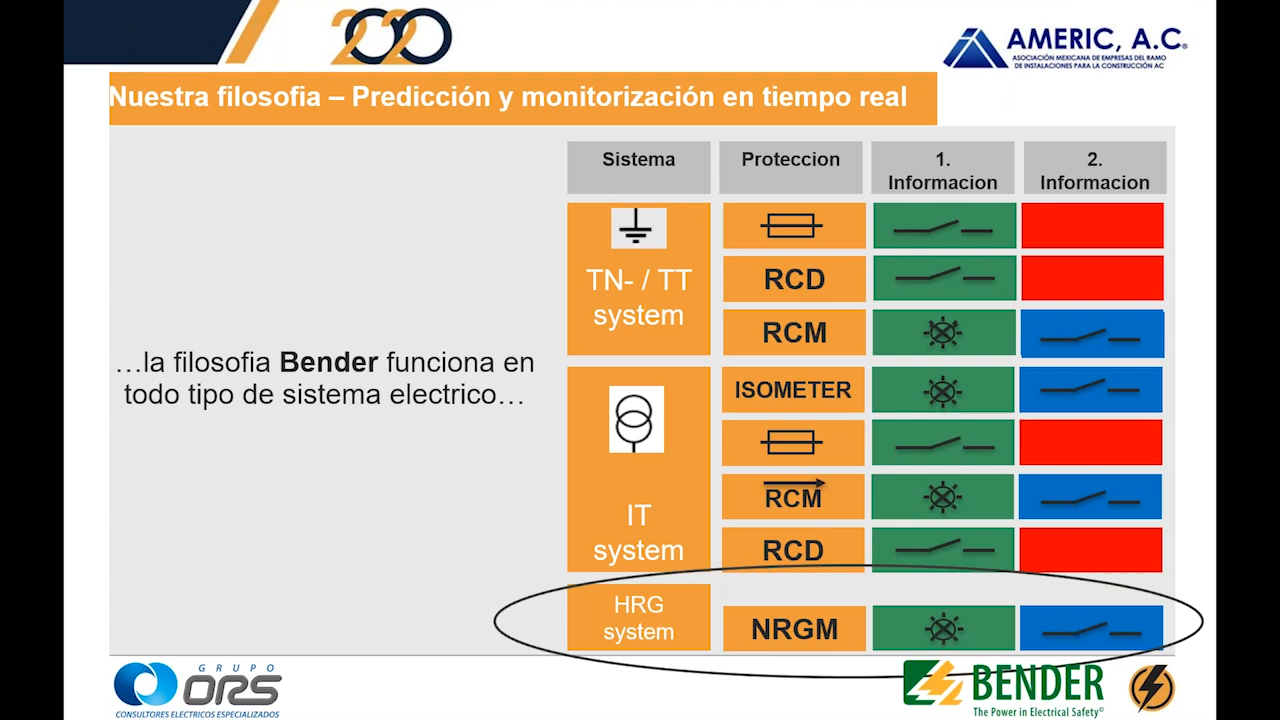 2020
AMERIC, A.C.®
ASOCIACIÓN MEXICANA DE EMPRESAS DEL RAMO
DE INSTALACIONES PARA LA CONSTRUCCIÓN AC
Nuestra filosofia – Predicción y monitorización en tiempo real
Sistema
Proteccion
1.
Informacion
2.
Informacion
TN- / TT
system
RCD
RCM
…la filosofia Bender funciona en
todo tipo de sistema electrico…
ISOMETER
IT
system
RCM
RCD
HRG
system
NRGM
GRUPO
ORS
CONSULTORES ELECTRICOS ESPECIALIZADOS
BENDER
The Power in Electrical Safety©